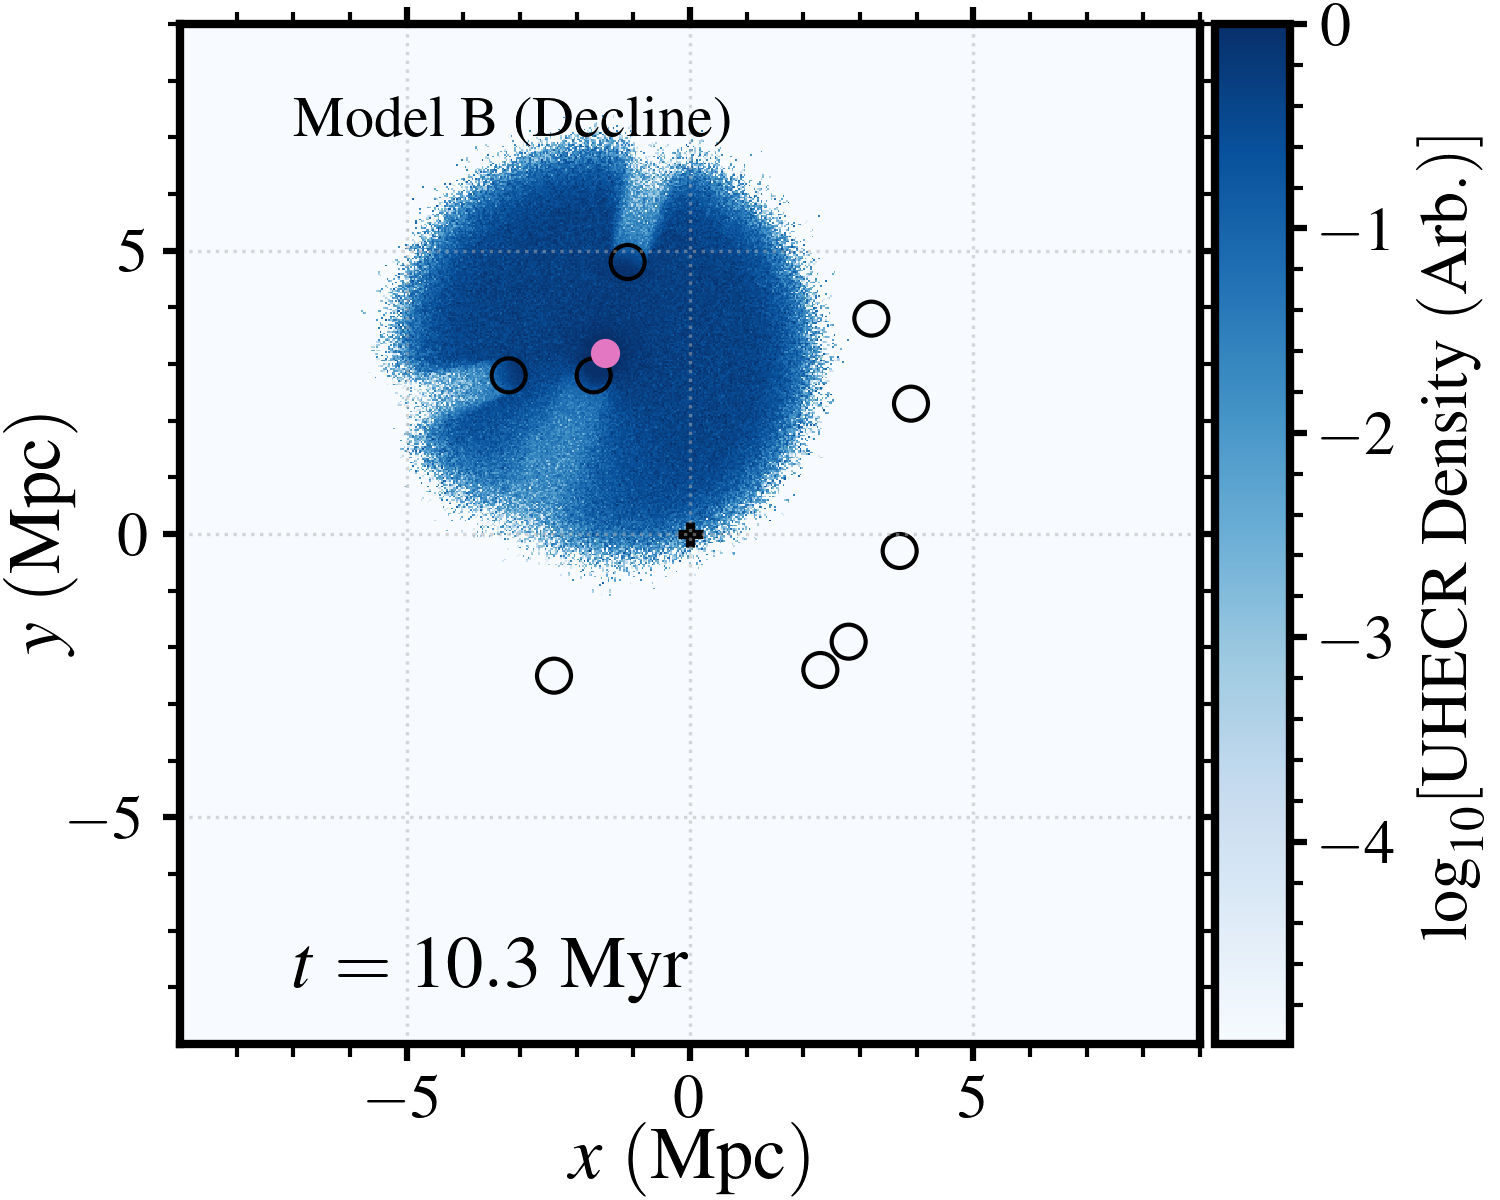 Model B (Decline)
t = 10.3 Myr
5
0
−5
y (Mpc)
−5
0
5
x (Mpc)
0
−1
−2
−3
−4
log10[UHECR Density (Arb.)]